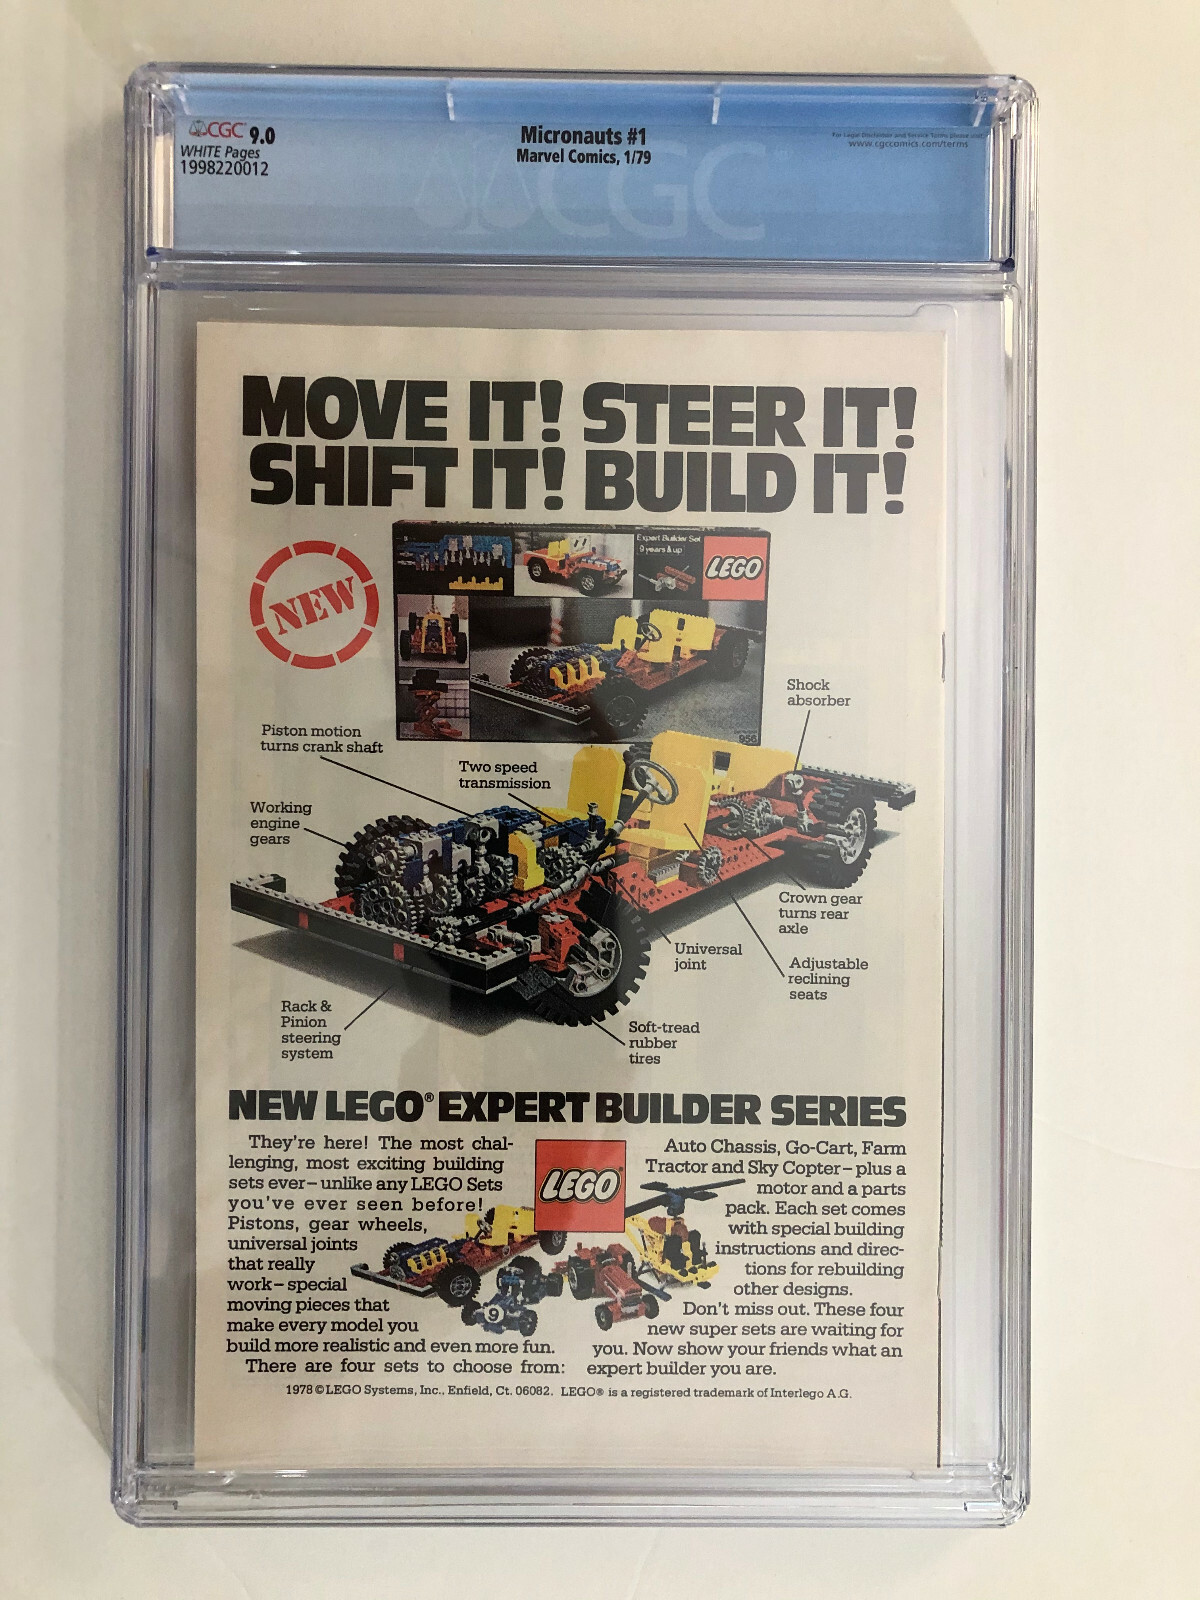 CGC 9.0
WHITE Pages
1998220012
Micronauts #1
Marvel Comics, 1/79
For Legal Disclaimer and Service Terms please visit
www.cgccomics.com/terms
CGC
MOVE IT! STEER IT!
SHIFT IT! BUILD IT!
NEW
Expert Builder Set
9 years & up
LEGO
956
Shock
absorber
Piston motion
turns crank shaft
Two speed
transmission
Working
engine
gears
Crown gear
turns rear
axle
Universal
joint
Adjustable
reclining
seats
Rack &
Pinion
steering
system
Soft-tread
rubber
tires
NEW LEGO® EXPERT BUILDER SERIES
They're here! The most chal-
lenging, most exciting building
sets ever – unlike any LEGO Sets
you've ever seen before!
Pistons, gear wheels,
universal joints
that really
work – special
moving pieces that
make every model you
build more realistic and even more fun.
There are four sets to choose from:
LEGO®
9
Auto Chassis, Go-Cart, Farm
Tractor and Sky Copter – plus a
motor and a parts
pack. Each set comes
with special building
instructions and direc-
tions for rebuilding
other designs.
Don't miss out. These four
new super sets are waiting for
you. Now show your friends what an
expert builder you are.
1978 © LEGO Systems, Inc., Enfield, Ct. 06082. LEGO® is a registered trademark of Interlego A.G.